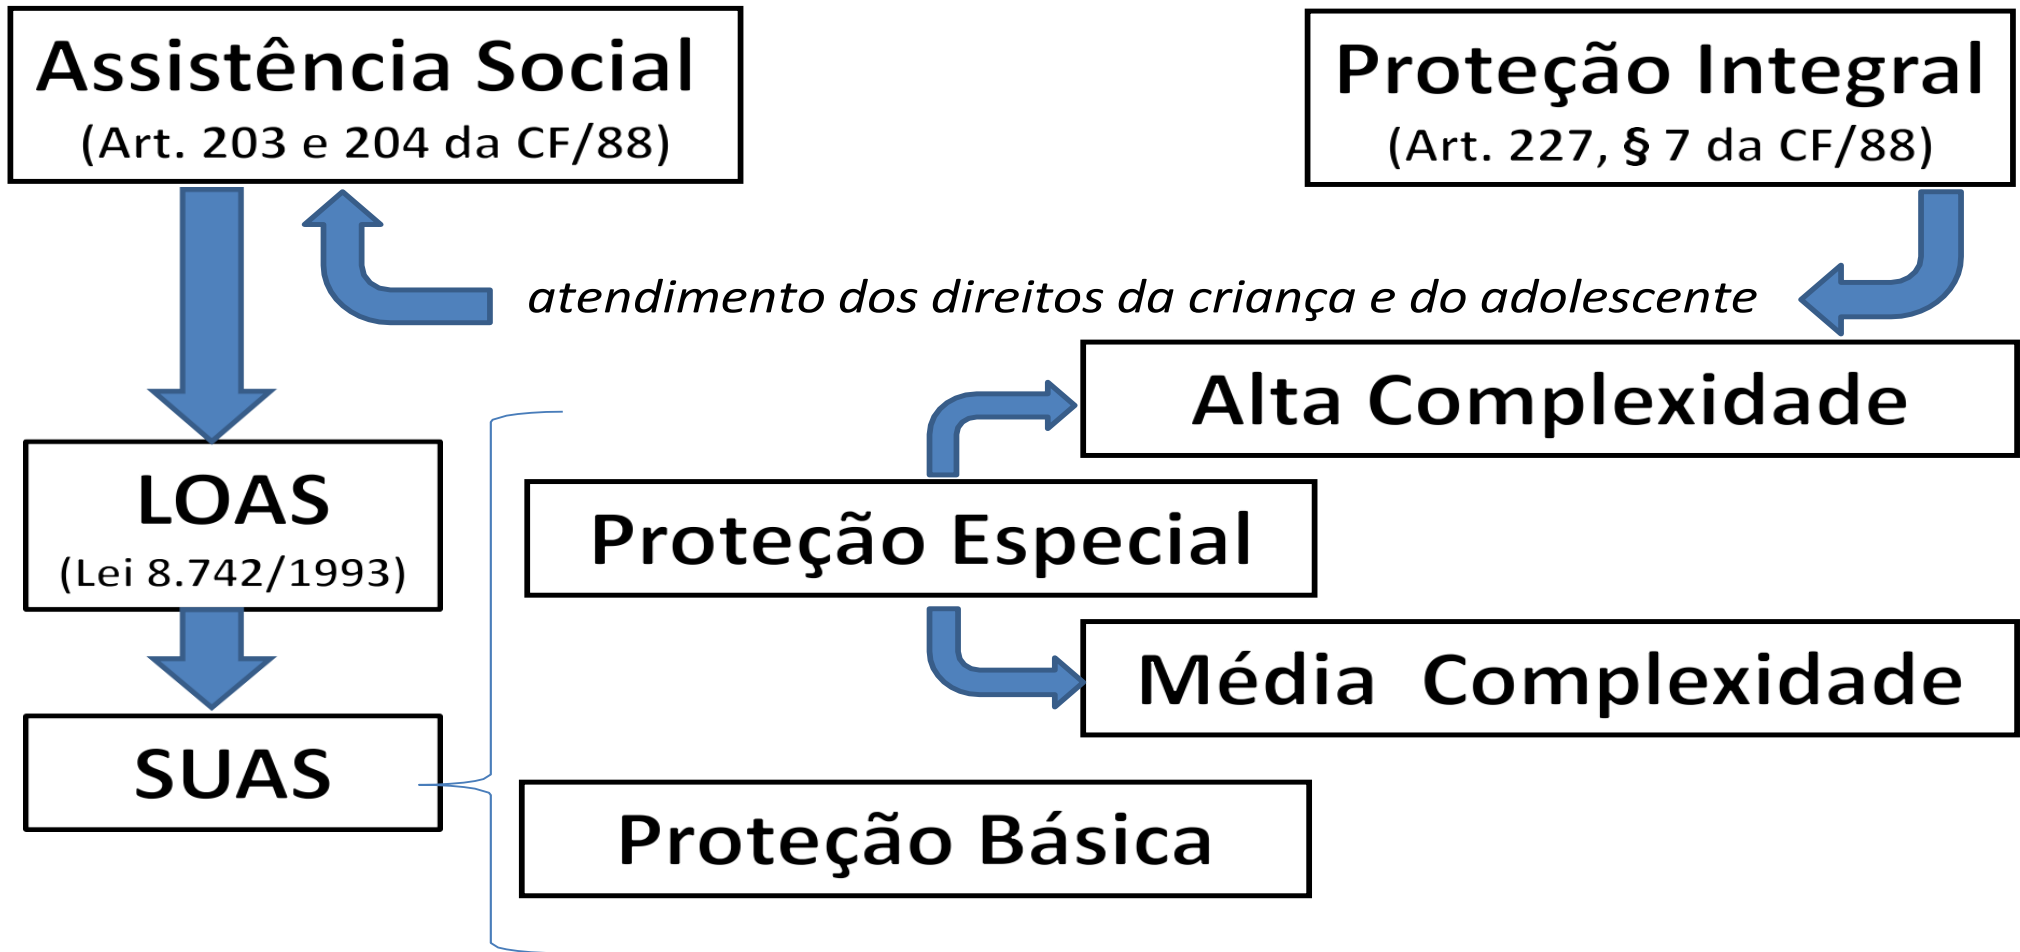 Assistência Social
(Art. 203 e 204 da CF/88)
Proteção Integral
(Art. 227, § 7 da CF/88)
atendimento dos direitos da criança e do adolescente
Alta Complexidade
LOAS
(Lei 8.742/1993)
Proteção Especial
Média Complexidade
SUAS
Proteção Básica